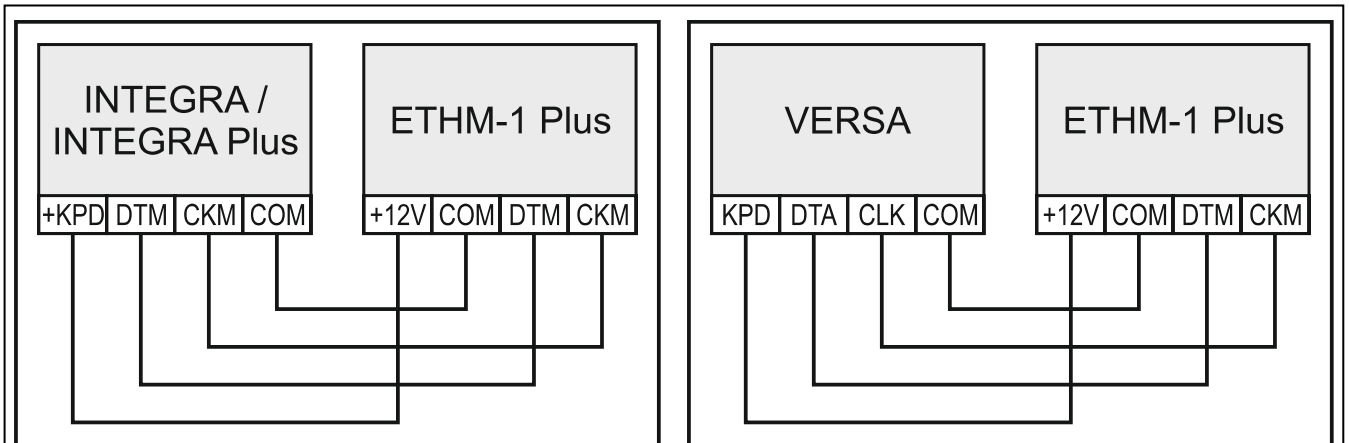 INTEGRA /
INTEGRA Plus
+KPD DTM CKM COM
ETHM-1 Plus
+12V COM DTM CKM
VERSA
KPD DTA CLK COM
ETHM-1 Plus
+12V COM DTM CKM